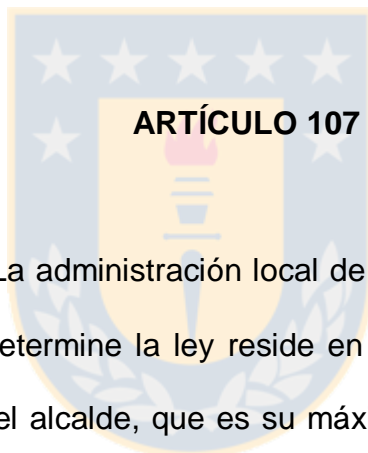 ARTÍCULO 107
La administración local de
etermine la ley reside en
el alcalde, que es su máx